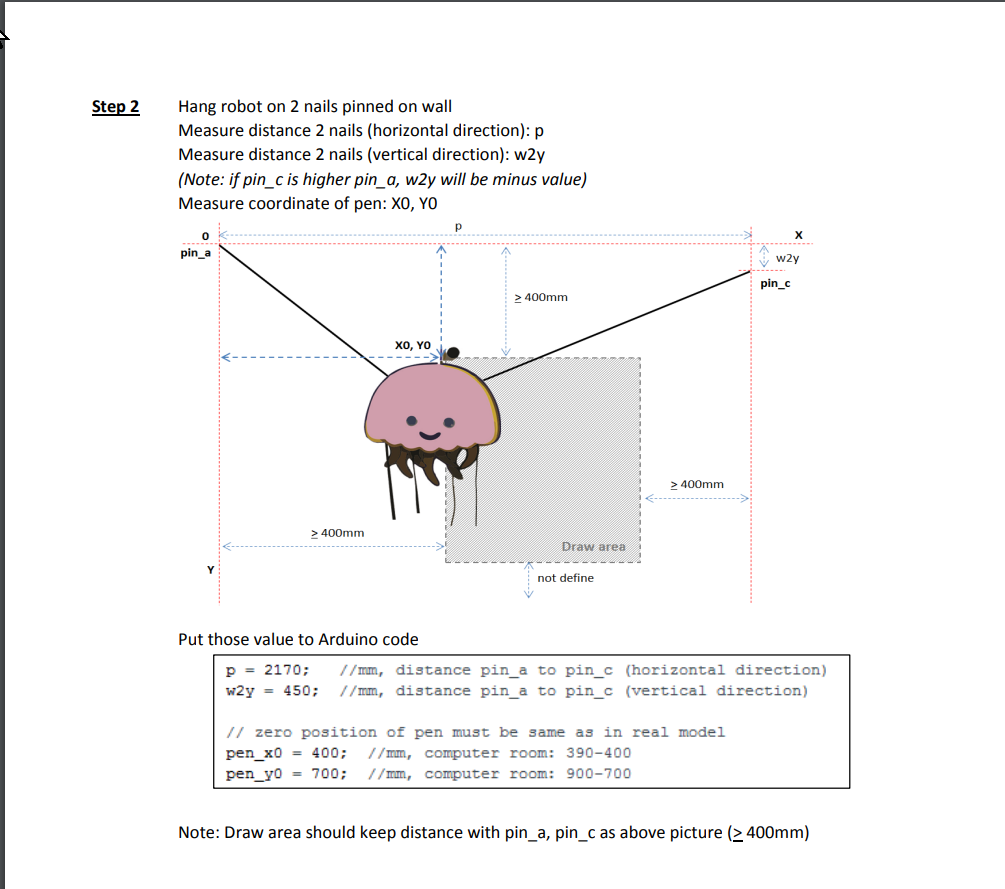 Step 2 Hang robot on 2 nails pinned on wall
Measure distance 2 nails (horizontal direction): p
Measure distance 2 nails (vertical direction): w2y
(Note: if pin_c is higher pin_a, w2y will be minus value)
Measure coordinate of pen: X0, Y0
p
0 X
pin_a
w2y
pin_c
≥ 400mm
X0, Y0
≥ 400mm
≥ 400mm
Draw area
Y
not define
Put those value to Arduino code
p = 2170; //mm, distance pin_a to pin_c (horizontal direction)
w2y = 450; //mm, distance pin_a to pin_c (vertical direction)
// zero position of pen must be same as in real model
pen_x0 = 400; //mm, computer room: 390-400
pen_y0 = 700; //mm, computer room: 900-700
Note: Draw area should keep distance with pin_a, pin_c as above picture (≥ 400mm)